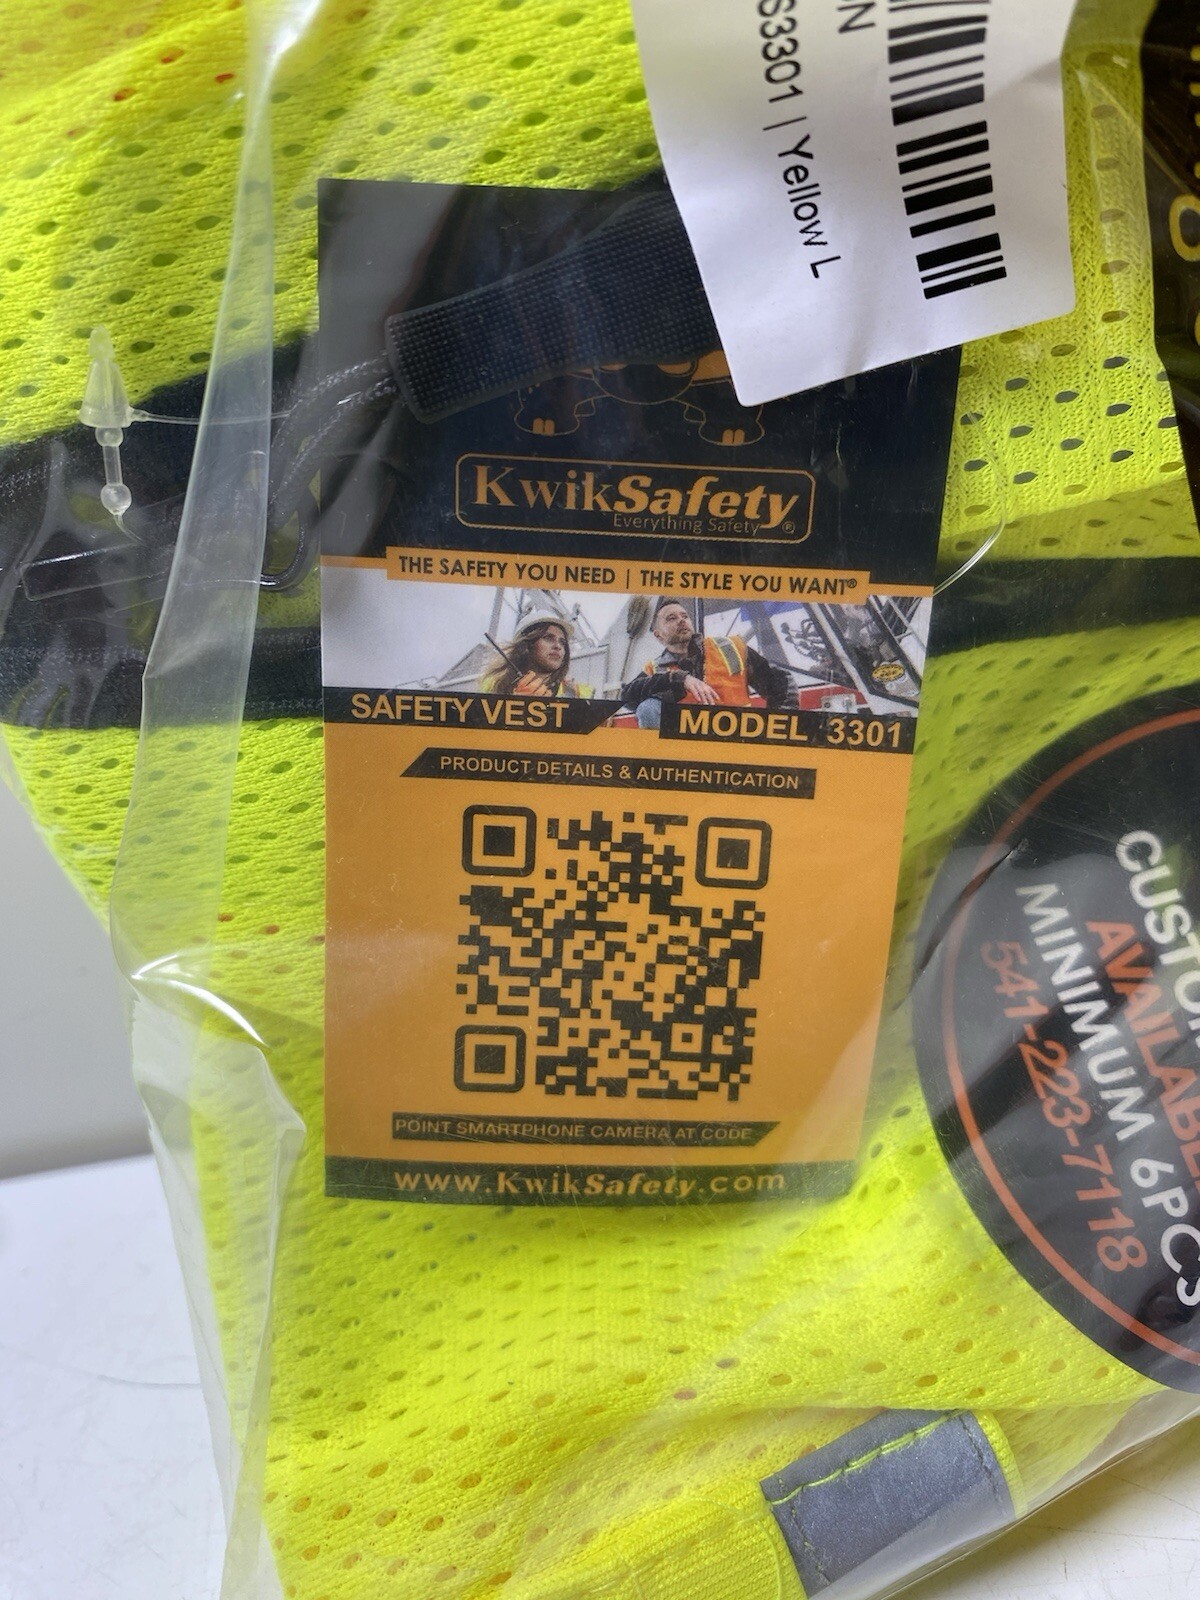 S3301 | Yellow L
KwikSafety®
Everything Safety
THE SAFETY YOU NEED | THE STYLE YOU WANT®
SAFETY VEST
MODEL 3301
PRODUCT DETAILS & AUTHENTICATION
POINT SMARTPHONE CAMERA AT CODE
www.KwikSafety.com
AVAILABLE
MINIMUM 6PCS
541-223-7118